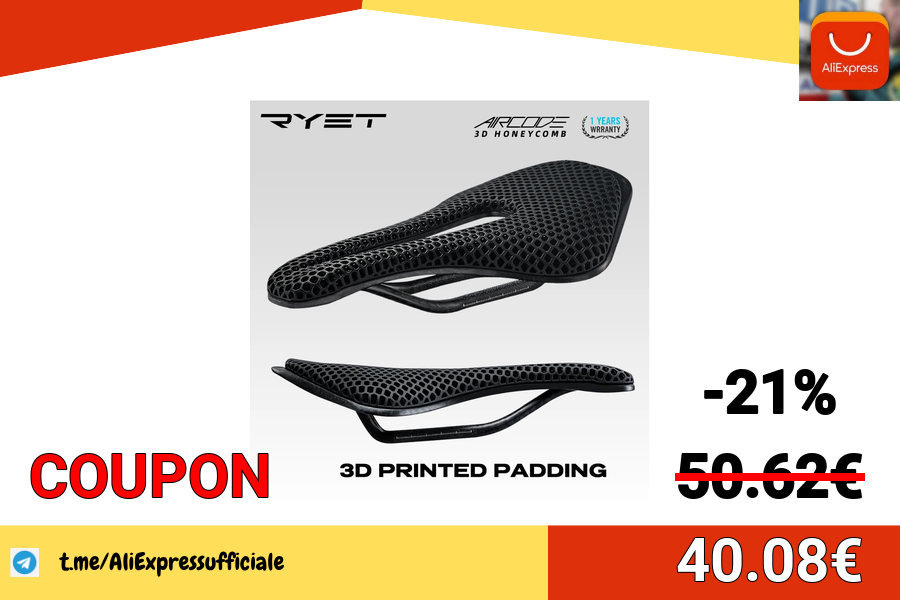 AliExpress
RYET
AIRCODE
3D HONEYCOMB
1 YEARS
WRRANTY
-21%
COUPON
3D PRINTED PADDING
50.62€
t.me/AliExpressufficiale
40.08€